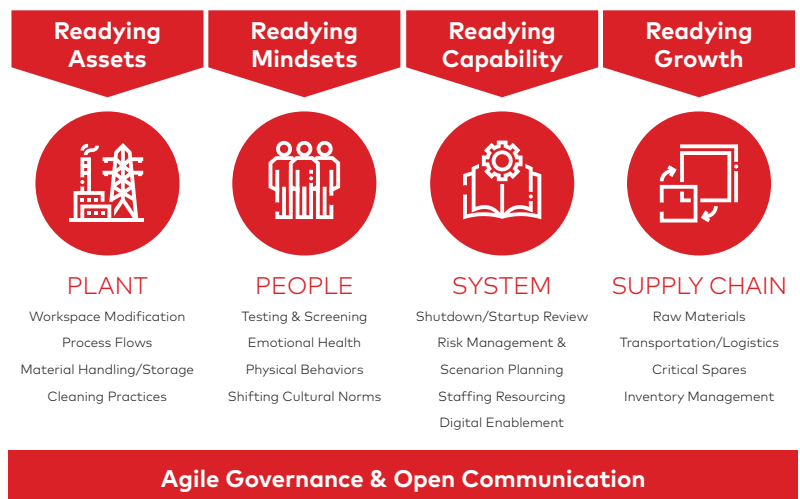 Readying
Assets
Readying
Mindsets
Readying
Capability
Readying
Growth
PLANT
Workspace Modification
Process Flows
Material Handling/Storage
Cleaning Practices
PEOPLE
Testing & Screening
Emotional Health
Physical Behaviors
Shifting Cultural Norms
SYSTEM
Shutdown/Startup Review
Risk Management &
Scenarion Planning
Staffing Resourcing
Digital Enablement
SUPPLY CHAIN
Raw Materials
Transportation/Logistics
Critical Spares
Inventory Management
Agile Governance & Open Communication